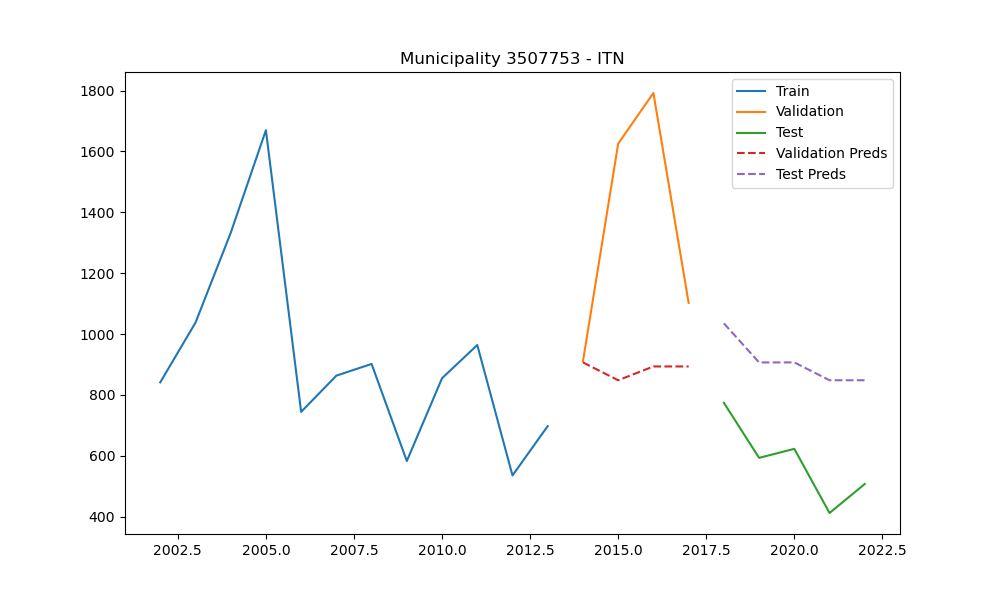 Municipality 3507753 - ITN
Train
Validation
Test
Validation Preds
Test Preds
1800
1600
1400
1200
1000
800
600
400
2002.5 2005.0 2007.5 2010.0 2012.5 2015.0 2017.5 2020.0 2022.5